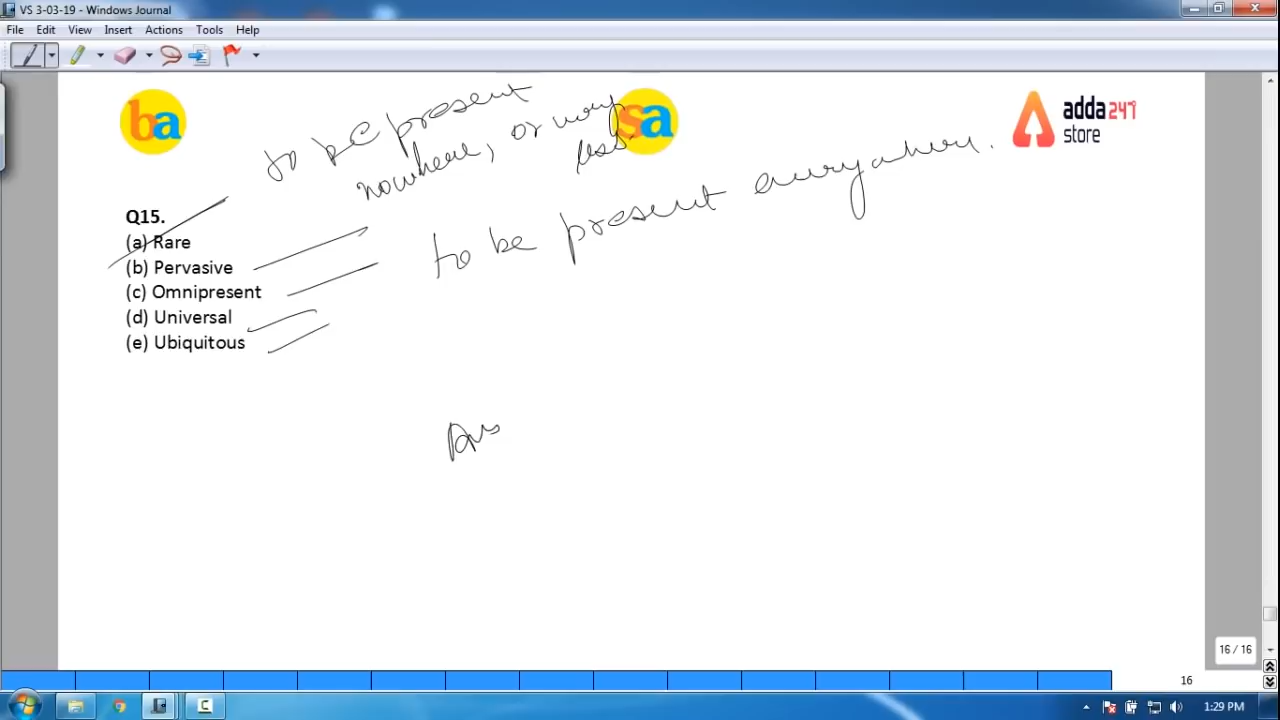 VS 3-03-19 - Windows Journal
File Edit View Insert Actions Tools Help
ba
sa
adda247
store
to be present
nowhere, or very
less.
to be present everywhere.
Q15.
(a) Rare
(b) Pervasive
(c) Omnipresent
(d) Universal
(e) Ubiquitous
Ans
16 / 16
16
1:29 PM